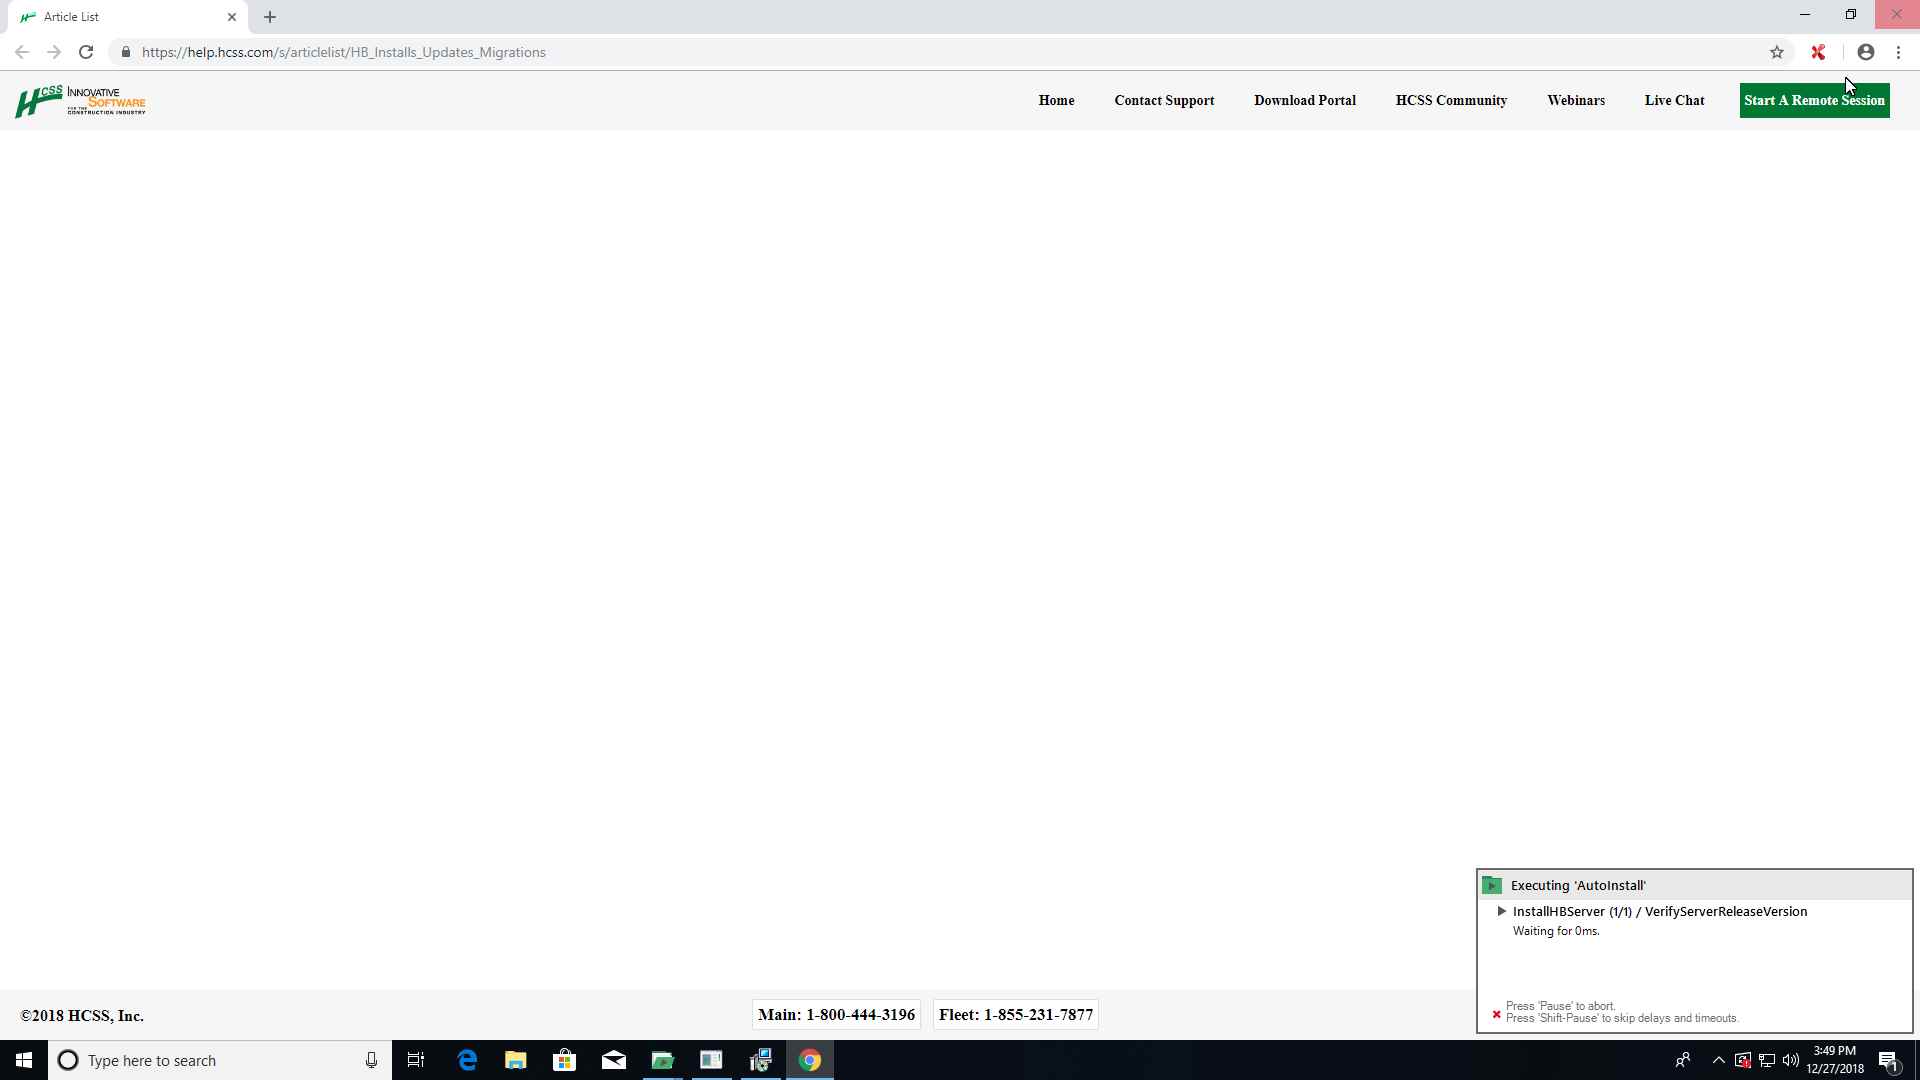 Article List
https://help.hcss.com/s/articlelist/HB_Installs_Updates_Migrations
HCSS INNOVATIVE SOFTWARE FOR THE CONSTRUCTION INDUSTRY
Home
Contact Support
Download Portal
HCSS Community
Webinars
Live Chat
Start A Remote Session
Executing 'AutoInstall'
InstallHBServer (1/1) / VerifyServerReleaseVersion
Waiting for 0ms.
Press 'Pause' to abort.
Press 'Shift-Pause' to skip delays and timeouts.
©2018 HCSS, Inc.
Main: 1-800-444-3196
Fleet: 1-855-231-7877
Type here to search
3:49 PM
12/27/2018
1